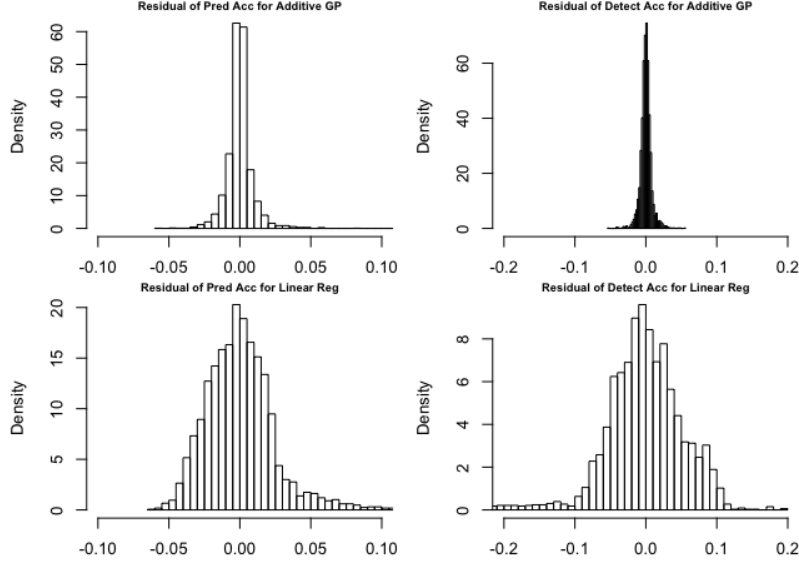 Residual of Pred Acc for Additive GP
Density
0 10 20 30 40 50 60
-0.10 -0.05 0.00 0.05 0.10
Residual of Detect Acc for Additive GP
Density
0 20 40 60
-0.2 -0.1 0.0 0.1 0.2
Residual of Pred Acc for Linear Reg
Density
0 5 10 15 20
-0.10 -0.05 0.00 0.05 0.10
Residual of Detect Acc for Linear Reg
Density
0 2 4 6 8
-0.2 -0.1 0.0 0.1 0.2